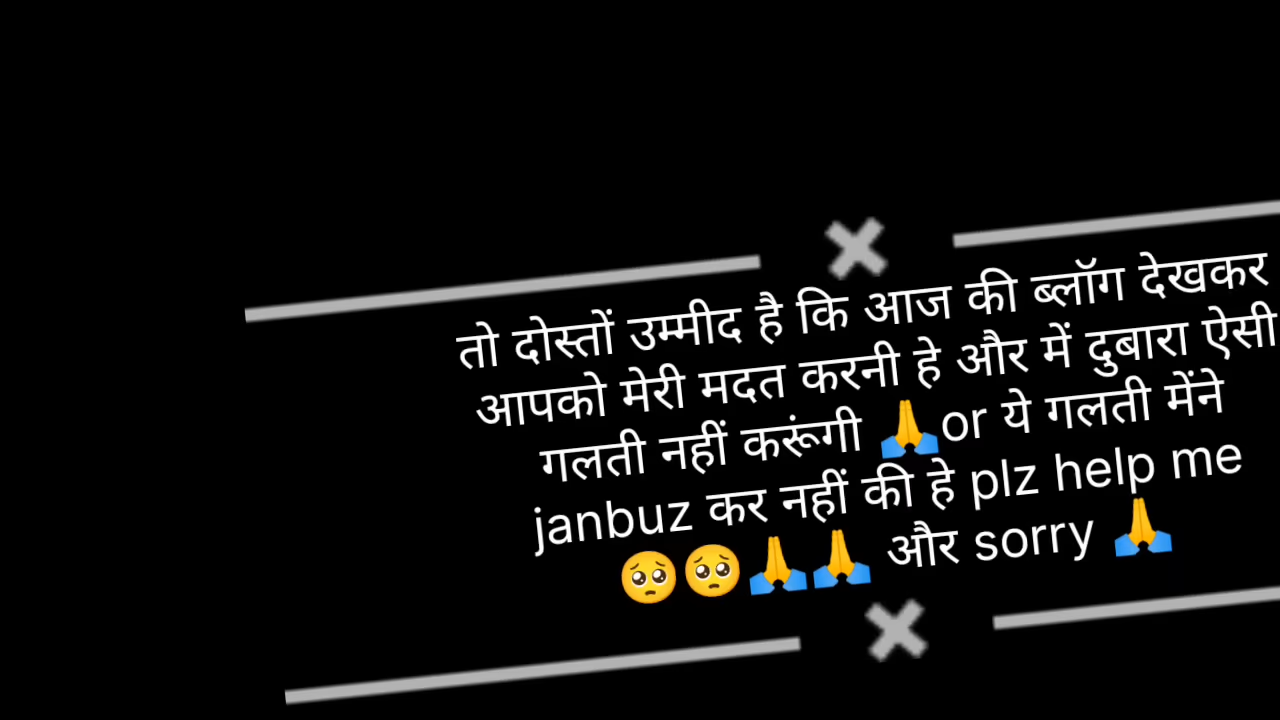 तो दोस्तों उम्मीद है कि आज की ब्लॉग देखकर
आपको मेरी मदत करनी हे और में दुबारा ऐसी
गलती नहीं करूंगी 🙏or ये गलती मेंने
janbuz कर नहीं की हे plz help me
🥺🥺🙏🙏 और sorry 🙏